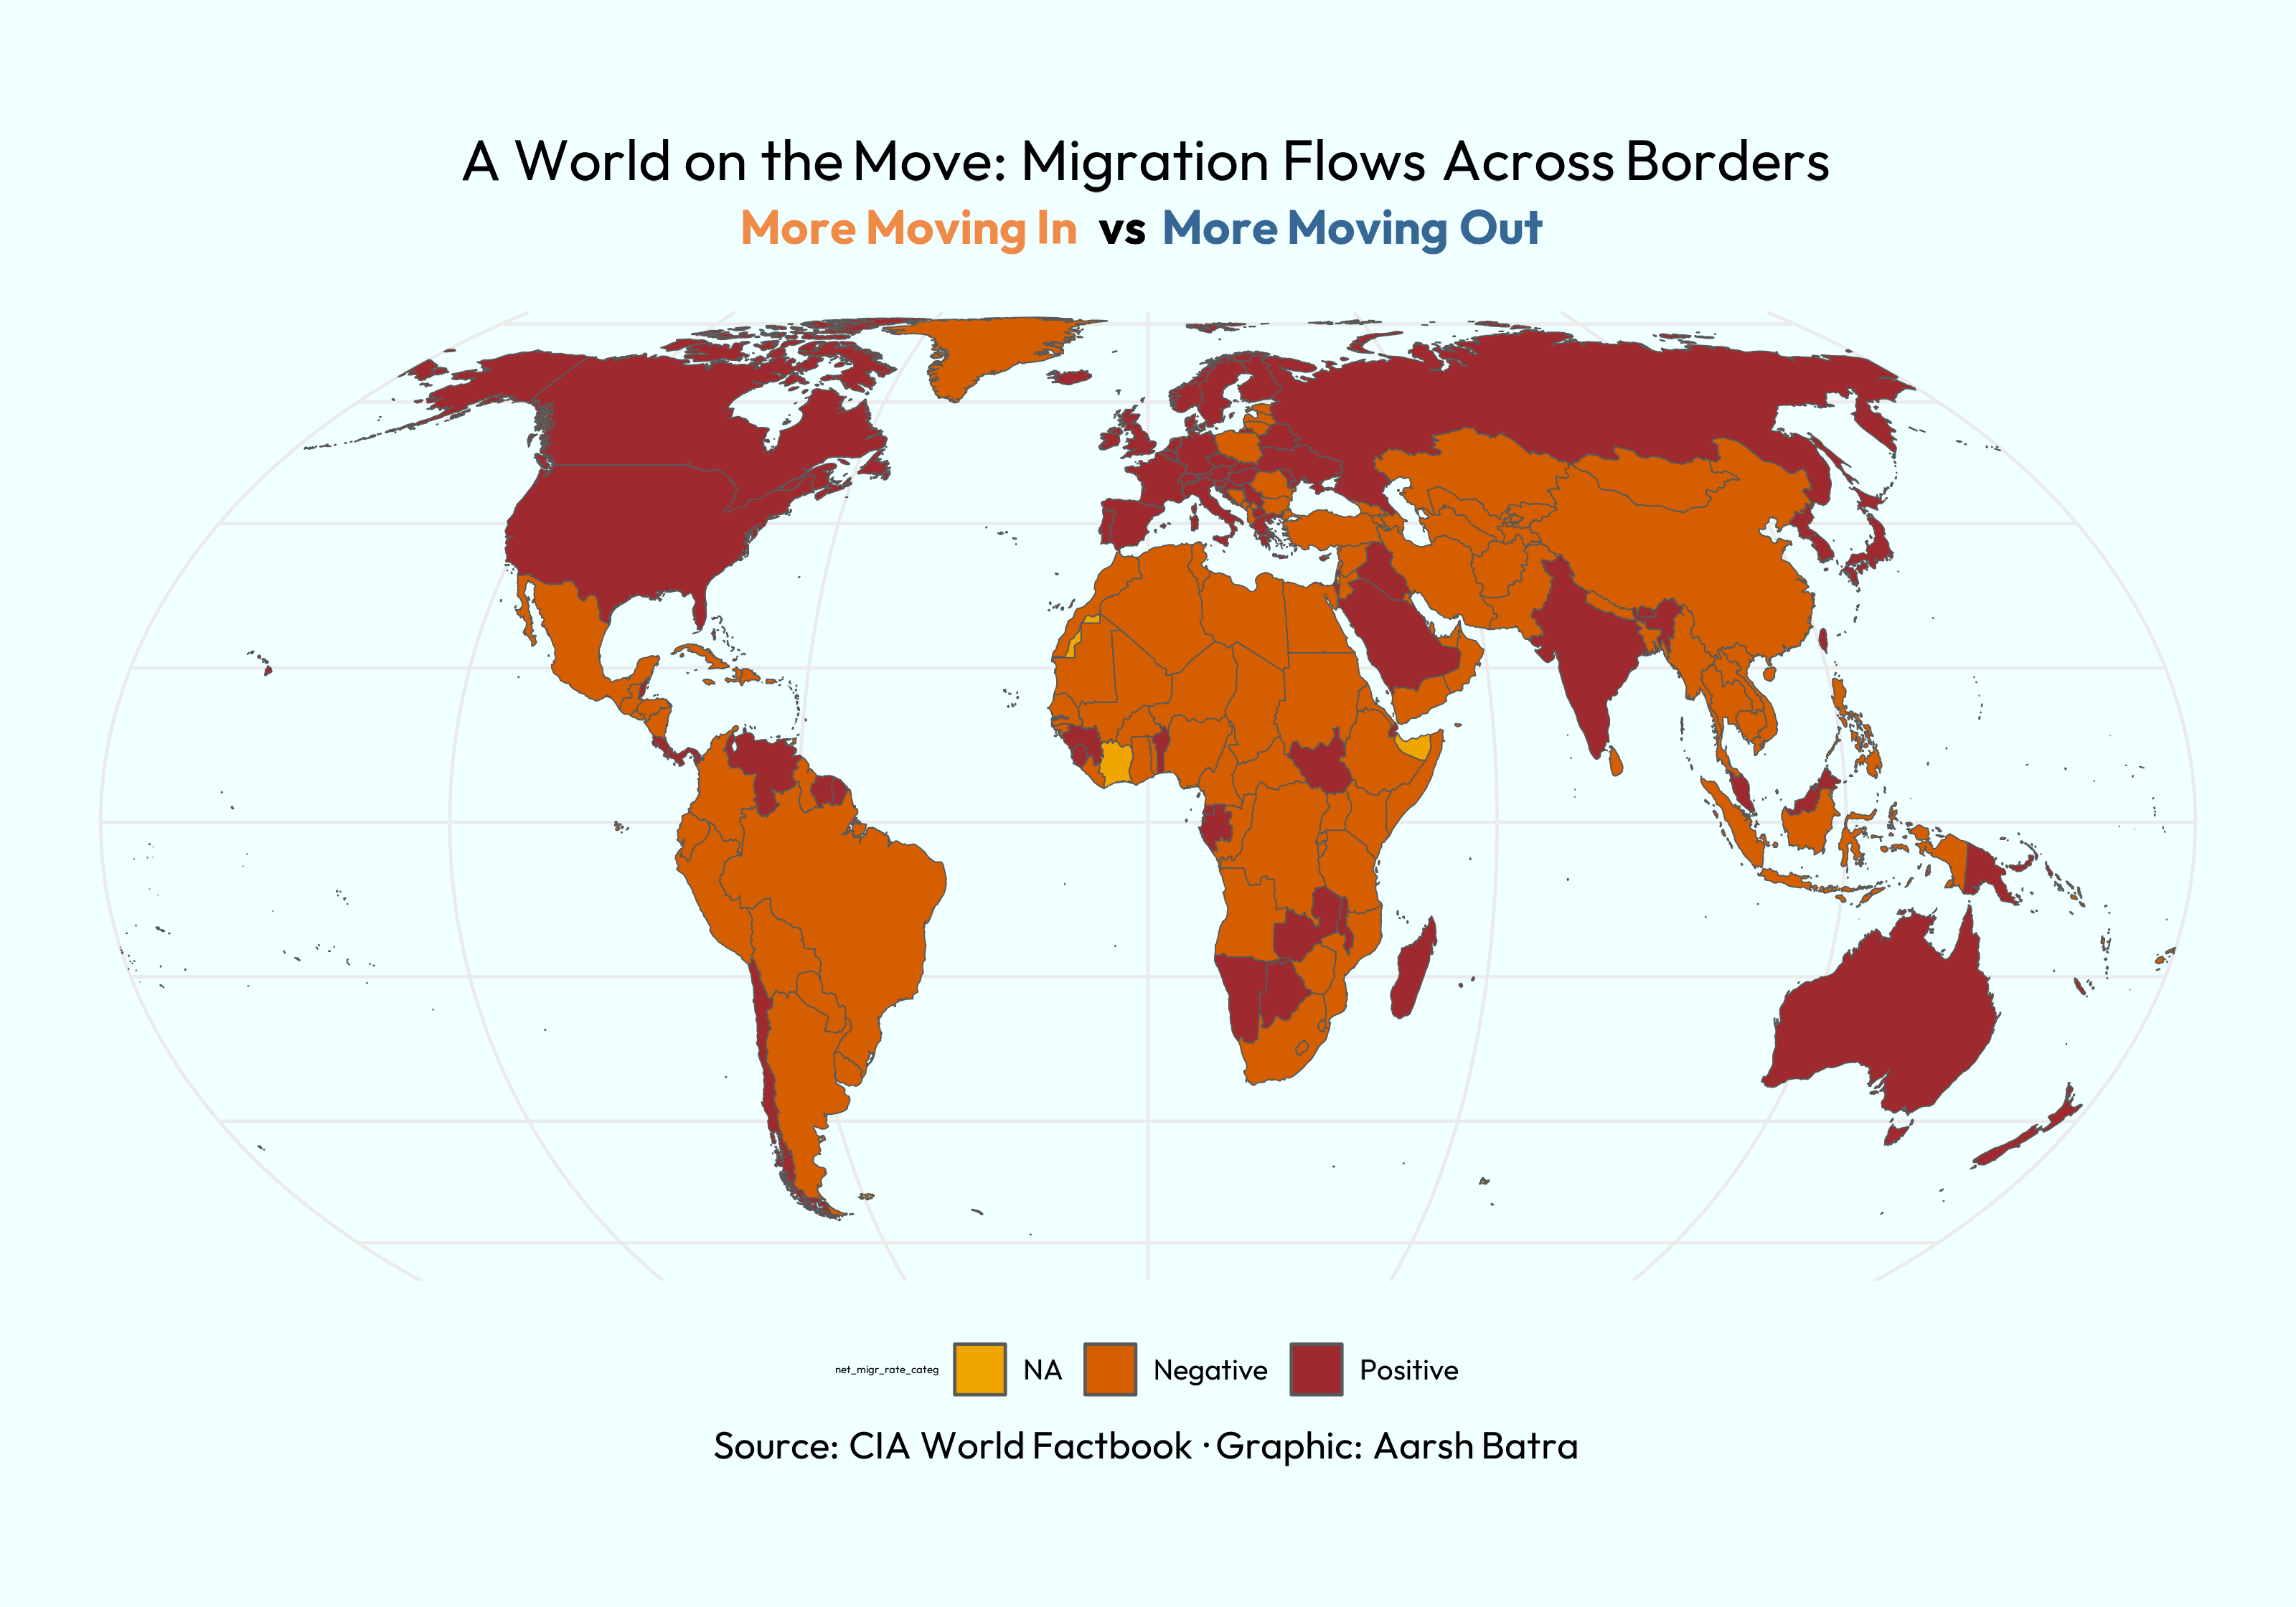 A World on the Move: Migration Flows Across Borders
More Moving In vs More Moving Out
net_migr_rate_categ NA Negative Positive
Source: CIA World Factbook · Graphic: Aarsh Batra